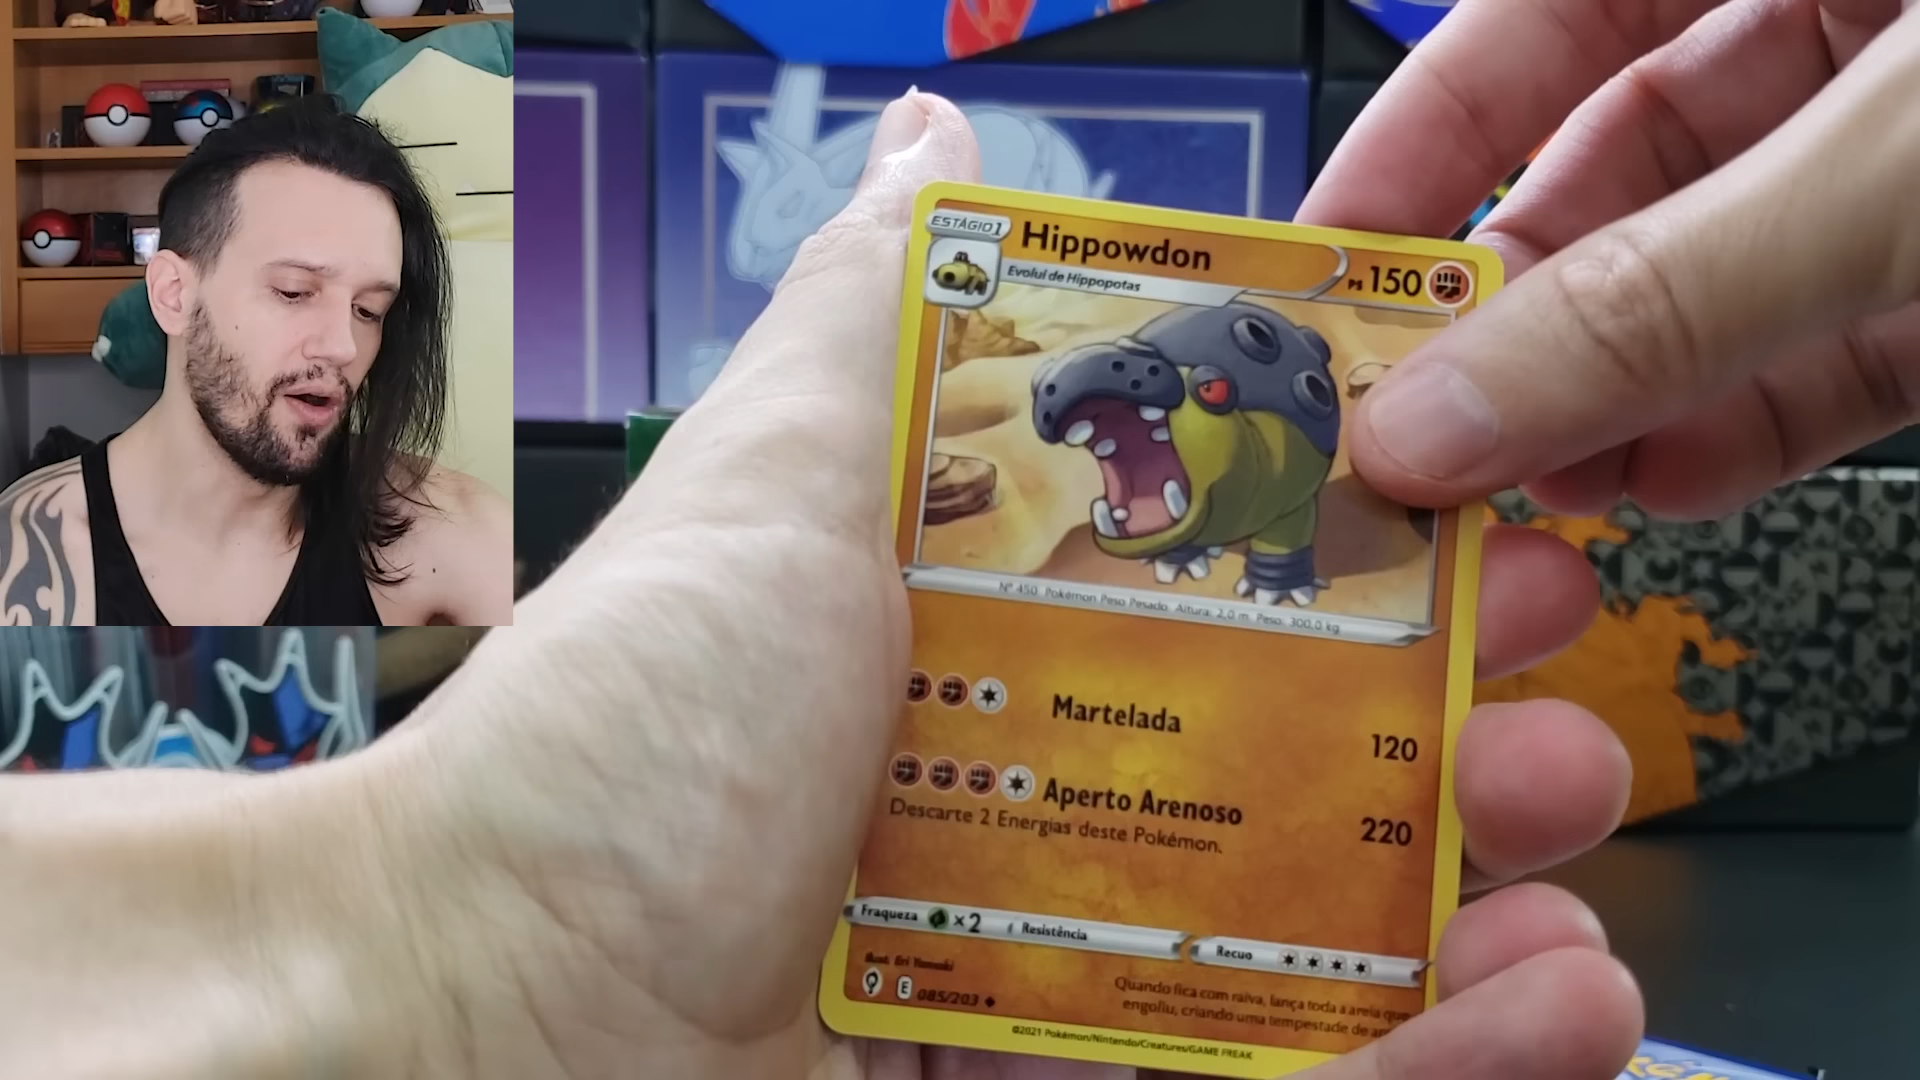 ESTÁGIO 1
Hippowdon
PS 150
Evolui de Hippopotas
Nº 450 Pokémon Peso Pesado Altura: 2,0 m Peso: 300,0 kg
Martelada
120
Aperto Arenoso
220
Descarte 2 Energias deste Pokémon.
Fraqueza ×2 Resistência
Recuo
E 085/203
Quando fica com raiva, lança toda a areia que
engoliu, criando uma tempestade de
©2021 Pokémon/Nintendo/Creatures/GAME FREAK